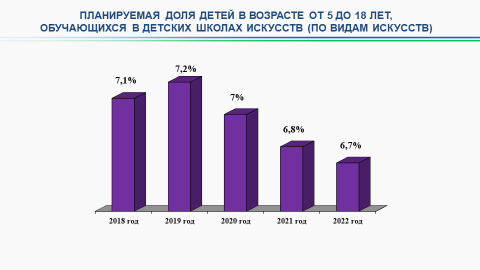 ПЛАНИРУЕМАЯ ДОЛЯ ДЕТЕЙ В ВОЗРАСТЕ ОТ 5 ДО 18 ЛЕТ,
ОБУЧАЮЩИХСЯ В ДЕТСКИХ ШКОЛАХ ИСКУССТВ (ПО ВИДАМ ИСКУССТВ)
7,1%
7,2%
7%
6,8%
6,7%
2018 год
2019 год
2020 год
2021 год
2022 год